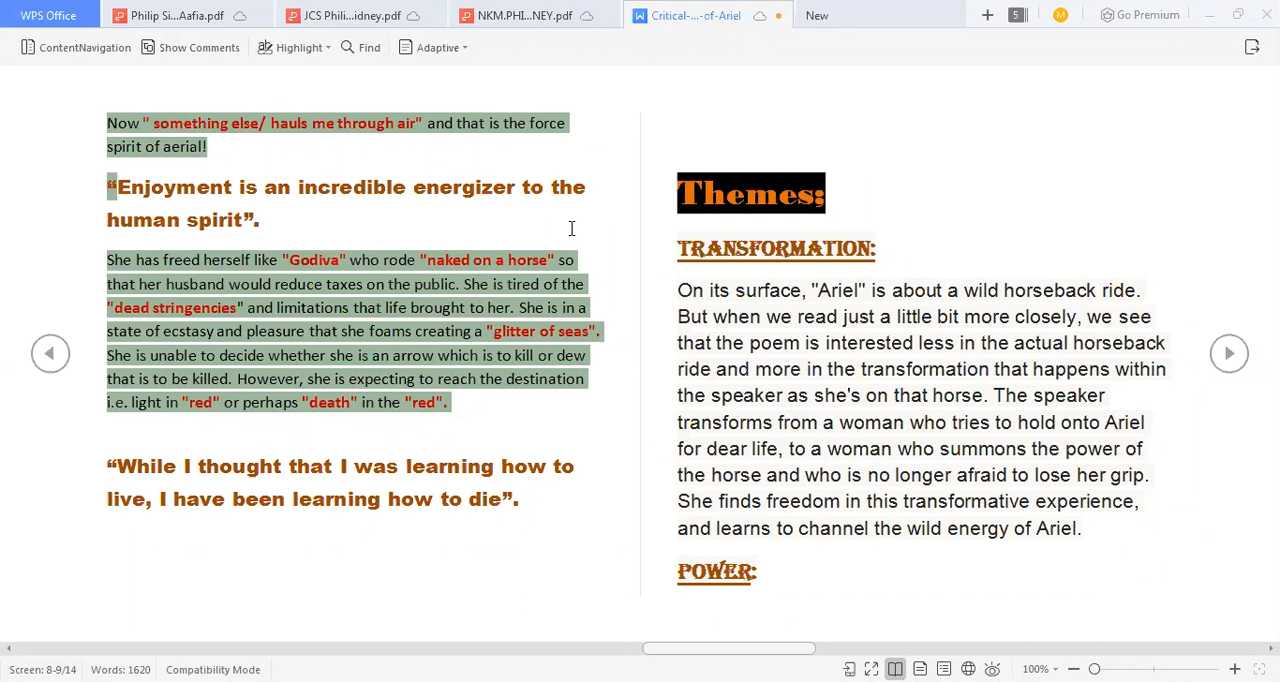 WPS Office
Philip Si...Aafia.pdf
JCS Phili...idney.pdf
NKM.PHI...NEY.pdf
Critical-...-of-Ariel
New
5
M
Go Premium
ContentNavigation
Show Comments
Highlight
Find
Adaptive
Now " something else/ hauls me through air" and that is the force
spirit of aerial!
“Enjoyment is an incredible energizer to the
human spirit”.
She has freed herself like "Godiva" who rode "naked on a horse" so
that her husband would reduce taxes on the public. She is tired of the
"dead stringencies" and limitations that life brought to her. She is in a
state of ecstasy and pleasure that she foams creating a "glitter of seas".
She is unable to decide whether she is an arrow which is to kill or dew
that is to be killed. However, she is expecting to reach the destination
i.e. light in "red" or perhaps "death" in the "red".
“While I thought that I was learning how to
live, I have been learning how to die”.
Themes;
TRANSFORMATION:
On its surface, "Ariel" is about a wild horseback ride.
But when we read just a little bit more closely, we see
that the poem is interested less in the actual horseback
ride and more in the transformation that happens within
the speaker as she's on that horse. The speaker
transforms from a woman who tries to hold onto Ariel
for dear life, to a woman who summons the power of
the horse and who is no longer afraid to lose her grip.
She finds freedom in this transformative experience,
and learns to channel the wild energy of Ariel.
POWER:
Screen: 8-9/14
Words: 1620
Compatibility Mode
100%